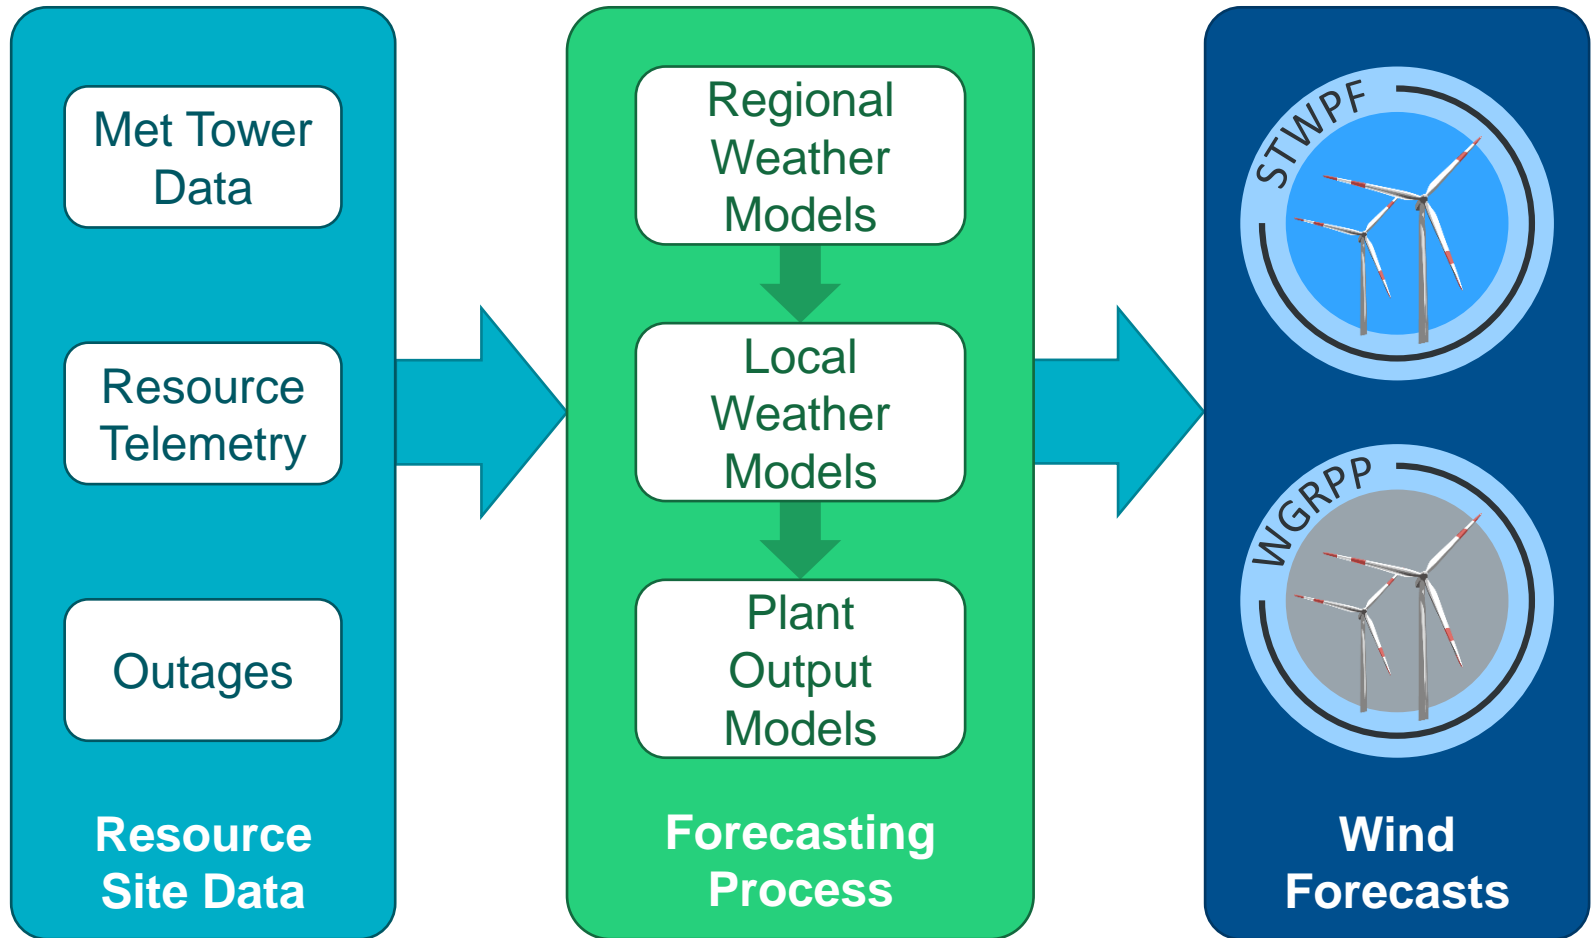 Met Tower
Data
Resource
Telemetry
Outages
Resource
Site Data
Regional
Weather
Models
Local
Weather
Models
Plant
Output
Models
Forecasting
Process
STWPF
WGRPP
Wind
Forecasts